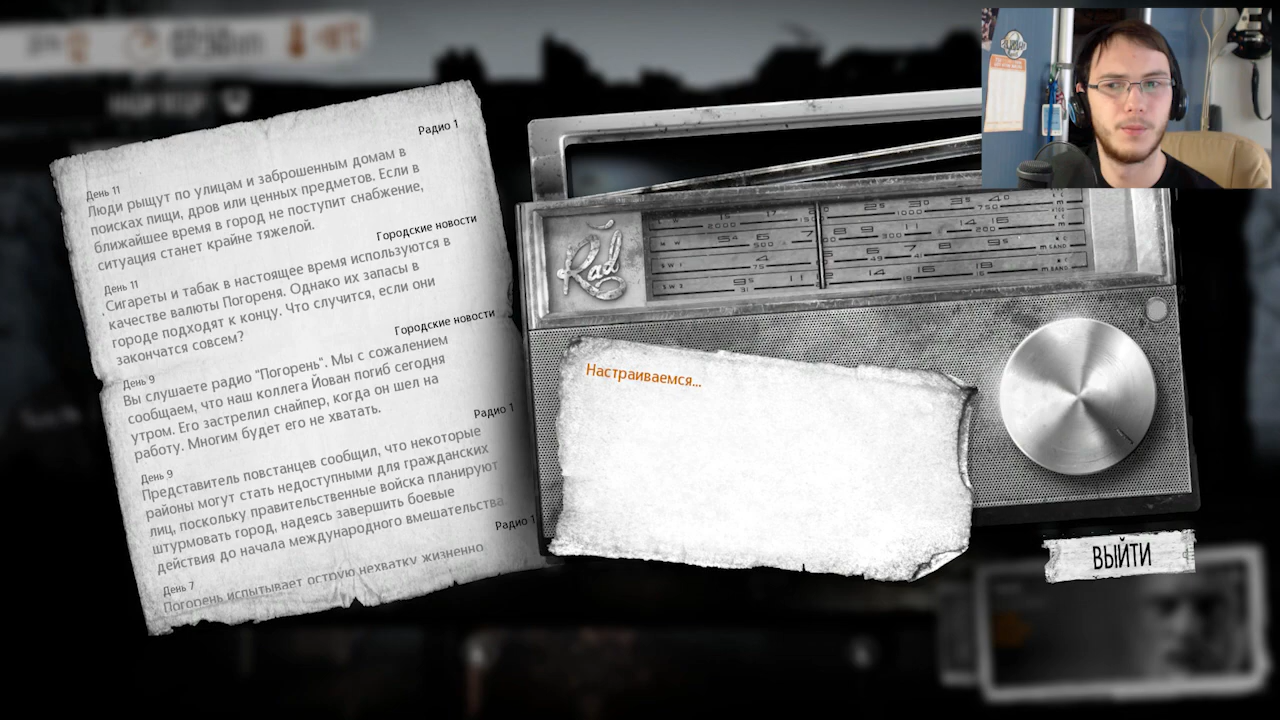 Радио 1
День 11
Люди рыщут по улицам и заброшенным домам в
поисках пищи, дров или ценных предметов. Если в
ближайшее время в город не поступит снабжение,
ситуация станет крайне тяжелой.
Городские новости
День 11
. Сигареты и табак в настоящее время используются в
качестве валюты Погореня. Однако их запасы в
городе подходят к концу. Что случится, если они
закончатся совсем?
Городские новости
День 9
Вы слушаете радио "Погорень". Мы с сожалением
сообщаем, что наш коллега Йован погиб сегодня
утром. Его застрелил снайпер, когда он шел на
работу. Многим будет его не хватать.
Радио 1
День 9
Представитель повстанцев сообщил, что некоторые
районы могут стать недоступными для гражданских
лиц, поскольку правительственные войска планируют
штурмовать город, надеясь завершить боевые
действия до начала международного вмешательства.
Радио 1
День 7
Погорень испытывает острую нехватку жизненно
Rad
Настраиваемся...
ВЫЙТИ